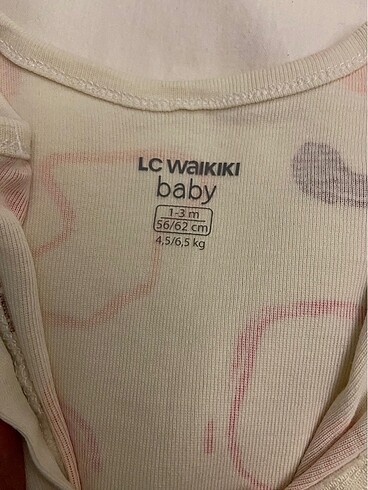 LC WAIKIKI
baby
1-3 m
56/62 cm
4,5/6,5 kg